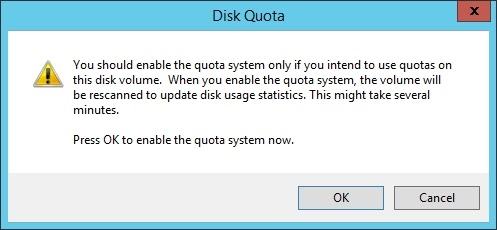 Disk Quota
x
You should enable the quota system only if you intend to use quotas on
this disk volume.  When you enable the quota system, the volume will
be rescanned to update disk usage statistics. This might take several
minutes.
Press OK to enable the quota system now.
OK
Cancel